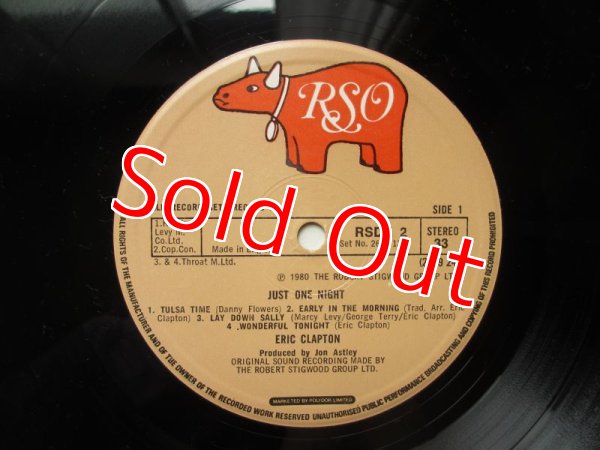 RSO
Sold Out
SIDE 1
Levy M
Co.Ltd.
2.Cop.Con.
3. & 4.Throat M.Ltd.
Made in
RSD 2
Set No. 26
STEREO
33
℗ 1980 THE ROBERT STIGWOOD GROUP LTD
JUST ONE NIGHT
1. TULSA TIME (Danny Flowers) 2. EARLY IN THE MORNING (Trad. Arr. Eric
Clapton) 3. LAY DOWN SALLY (Marcy Levy/George Terry/Eric Clapton)
4 .WONDERFUL TONIGHT (Eric Clapton)
ERIC CLAPTON
Produced by Jon Astley
ORIGINAL SOUND RECORDING MADE BY
THE ROBERT STIGWOOD GROUP LTD.
MARKETED BY POLYDOR LIMITED
ALL RIGHTS OF THE MANUFACTURER AND OF THE OWNER OF THE RECORDED WORK RESERVED UNAUTHORISED PUBLIC PERFORMANCE BROADCASTING AND COPYING OF THIS RECORD PROHIBITED